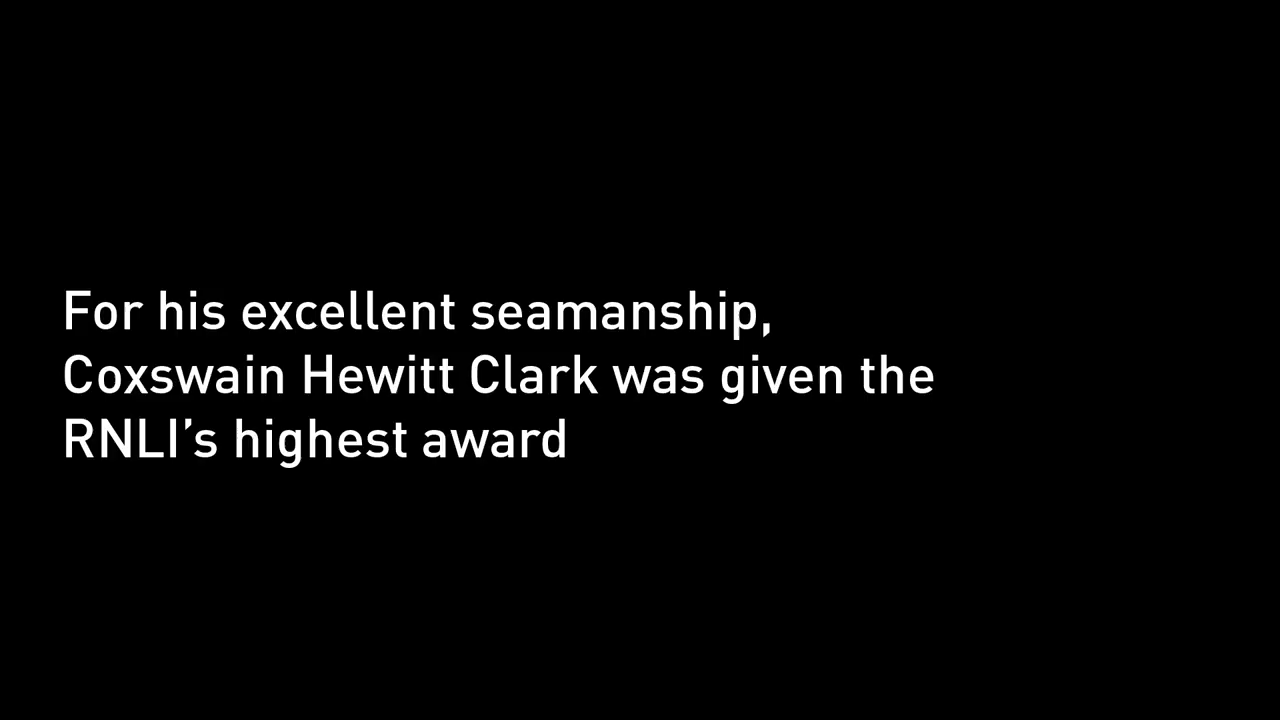 For his excellent seamanship,
Coxswain Hewitt Clark was given the
RNLI’s highest award